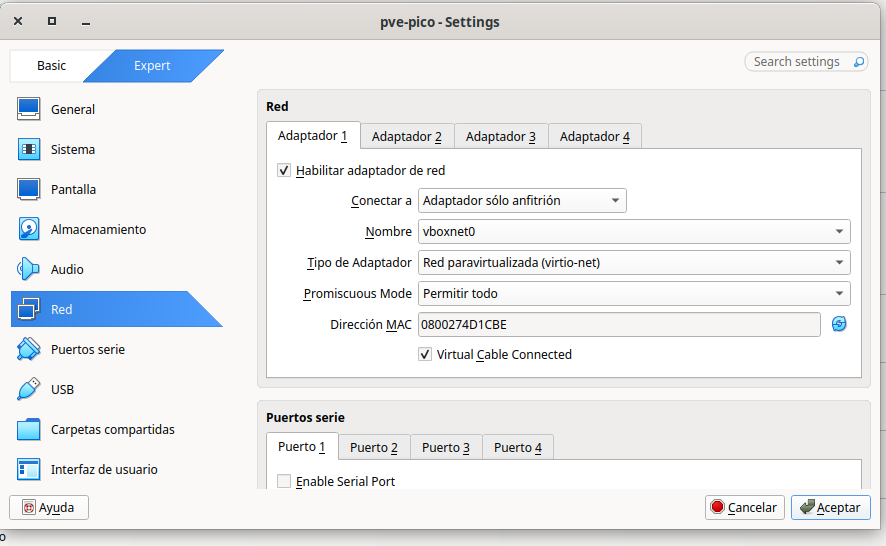 pve-pico - Settings
Basic
Expert
Search settings
General
Sistema
Pantalla
Almacenamiento
Audio
Red
Puertos serie
USB
Carpetas compartidas
Interfaz de usuario
Red
Adaptador 1 Adaptador 2 Adaptador 3 Adaptador 4
Habilitar adaptador de red
Conectar a Adaptador sólo anfitrión
Nombre vboxnet0
Tipo de Adaptador Red paravirtualizada (virtio-net)
Promiscuous Mode Permitir todo
Dirección MAC 0800274D1CBE
Virtual Cable Connected
Puertos serie
Puerto 1 Puerto 2 Puerto 3 Puerto 4
Enable Serial Port
Ayuda
Cancelar
Aceptar
o